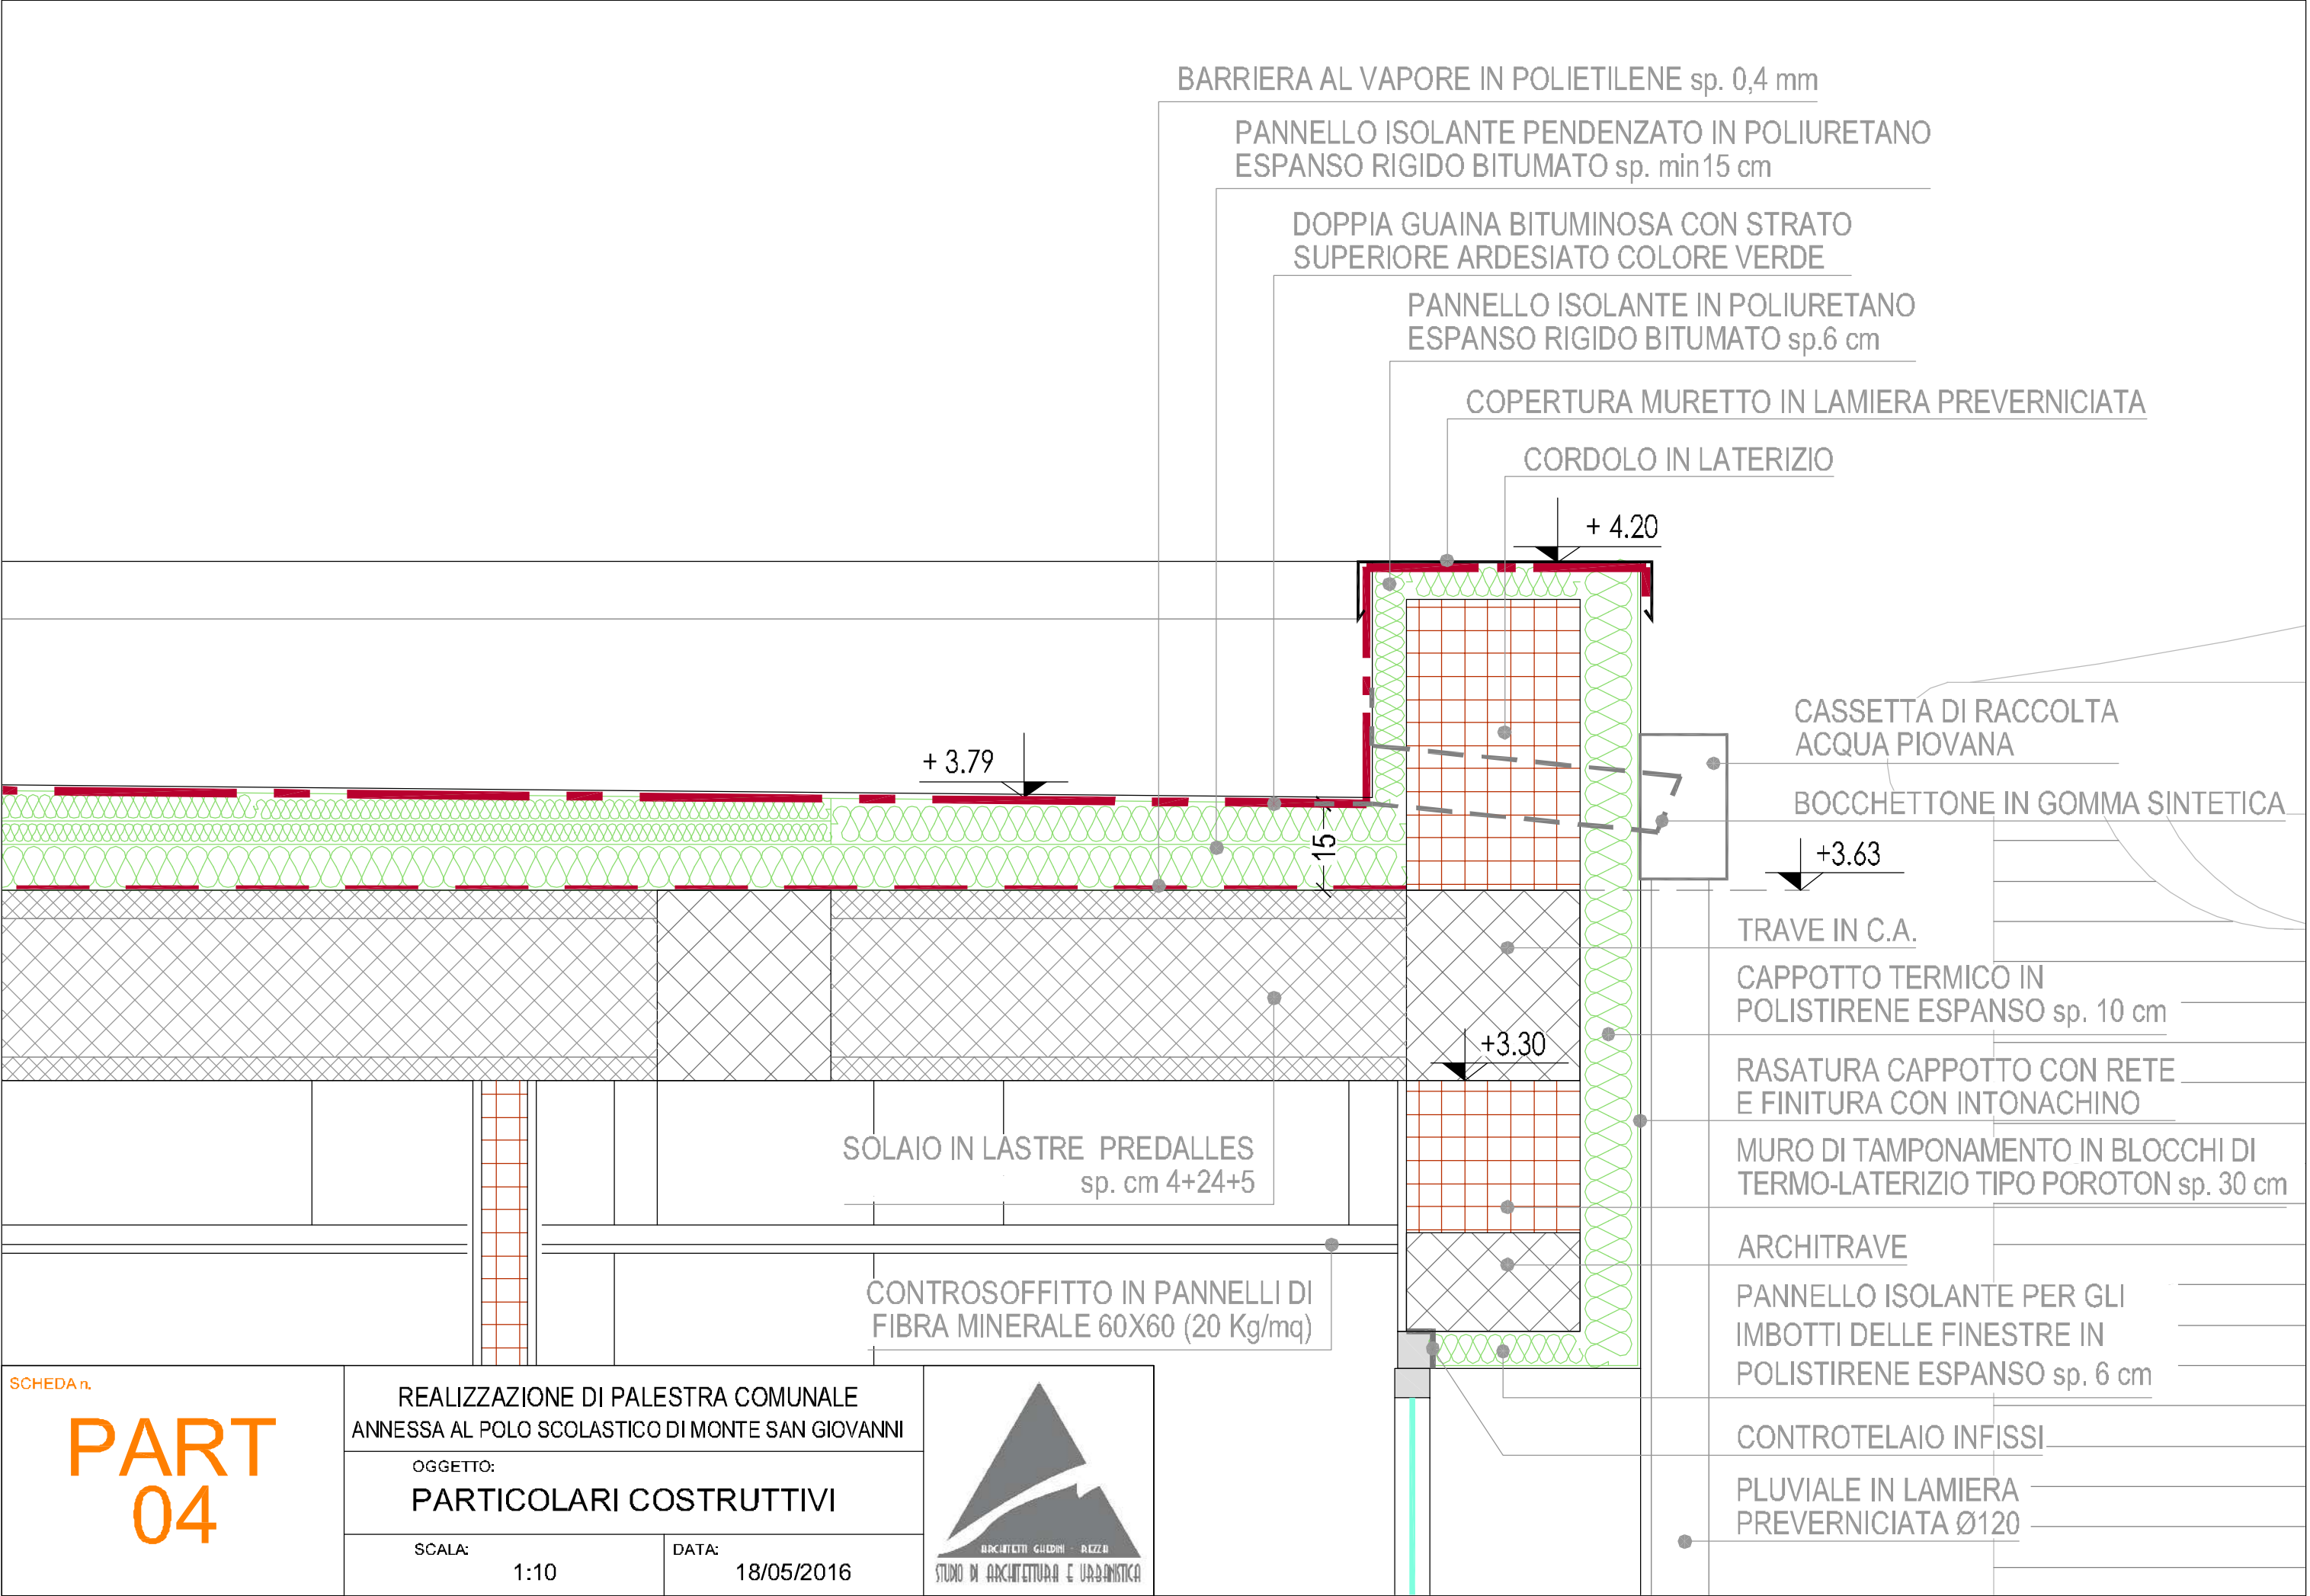 BARRIERA AL VAPORE IN POLIETILENE sp. 0,4 mm
PANNELLO ISOLANTE PENDENZATO IN POLIURETANO
ESPANSO RIGIDO BITUMATO sp. min15 cm
DOPPIA GUAINA BITUMINOSA CON STRATO
SUPERIORE ARDESIATO COLORE VERDE
PANNELLO ISOLANTE IN POLIURETANO
ESPANSO RIGIDO BITUMATO sp.6 cm
COPERTURA MURETTO IN LAMIERA PREVERNICIATA
CORDOLO IN LATERIZIO
+ 4.20
CASSETTA DI RACCOLTA
ACQUA PIOVANA
+ 3.79
BOCCHETTONE IN GOMMA SINTETICA
15
+3.63
TRAVE IN C.A.
CAPPOTTO TERMICO IN
POLISTIRENE ESPANSO sp. 10 cm
+3.30
RASATURA CAPPOTTO CON RETE
E FINITURA CON INTONACHINO
SOLAIO IN LASTRE PREDALLES
sp. cm 4+24+5
MURO DI TAMPONAMENTO IN BLOCCHI DI
TERMO-LATERIZIO TIPO POROTON sp. 30 cm
ARCHITRAVE
CONTROSOFFITTO IN PANNELLI DI
FIBRA MINERALE 60X60 (20 Kg/mq)
PANNELLO ISOLANTE PER GLI
IMBOTTI DELLE FINESTRE IN
POLISTIRENE ESPANSO sp. 6 cm
CONTROTELAIO INFISSI
PLUVIALE IN LAMIERA
PREVERNICIATA Ø120
SCHEDA n.
PART
04
REALIZZAZIONE DI PALESTRA COMUNALE
ANNESSA AL POLO SCOLASTICO DI MONTE SAN GIOVANNI
OGGETTO:
PARTICOLARI COSTRUTTIVI
SCALA:
1:10
DATA:
18/05/2016
ARCHITETTI GHEDINI - REZZA
STUDIO DI ARCHITETTURA E URBANISTICA